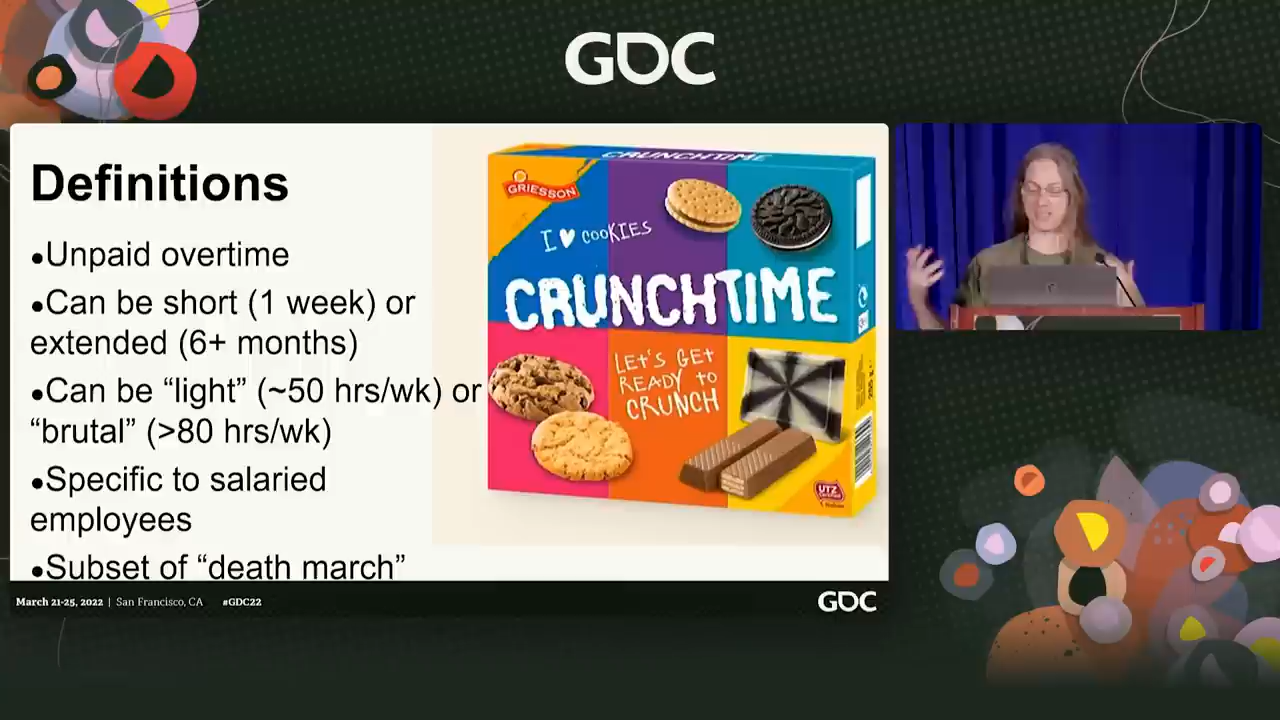 GDC
Definitions
•Unpaid overtime
•Can be short (1 week) or
extended (6+ months)
•Can be “light” (~50 hrs/wk) or
“brutal” (>80 hrs/wk)
•Specific to salaried
employees
•Subset of “death march”
CRUNCHTIME
GRIESSON
I ♥ COOKIES
CRUNCHTIME
LET'S GET
READY TO
CRUNCH
UTZ
Certified
March 21-25, 2022 | San Francisco, CA #GDC22
GDC